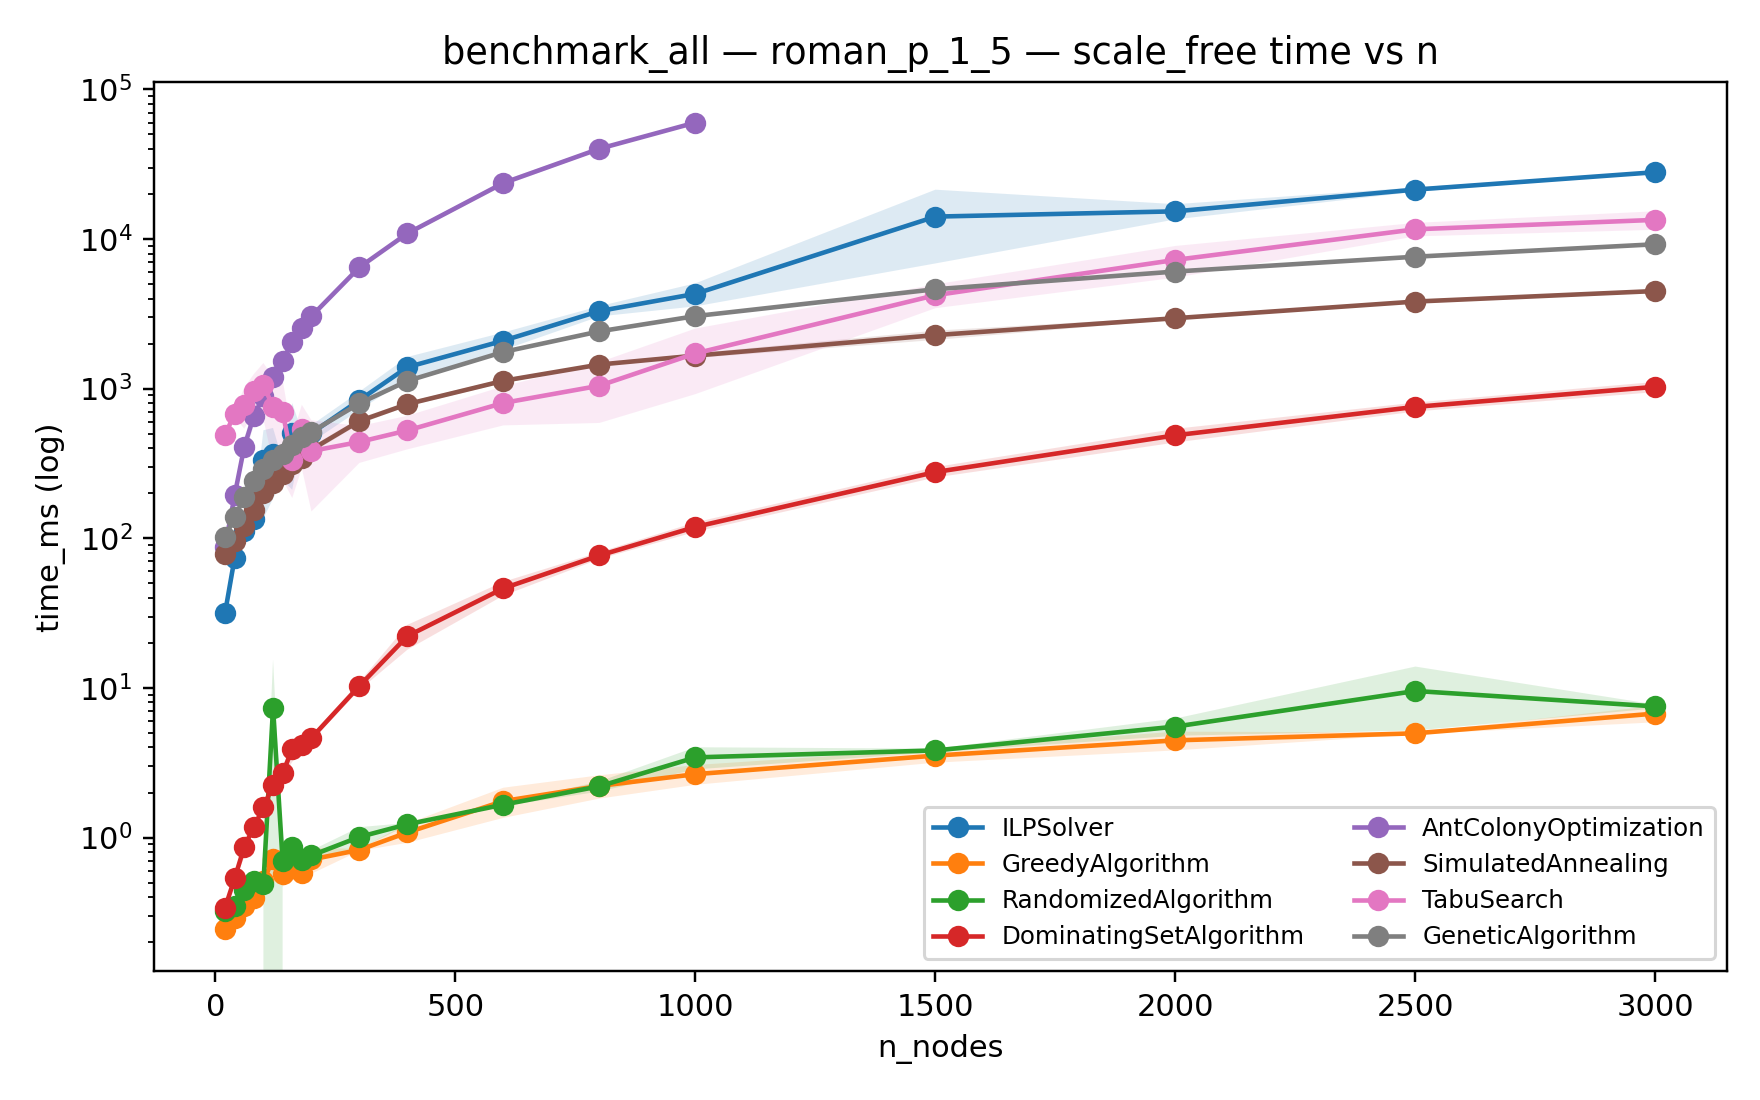 benchmark_all — roman_p_1_5 — scale_free time vs n
time_ms (log)
10^5
10^4
10^3
10^2
10^1
10^0
ILPSolver
GreedyAlgorithm
RandomizedAlgorithm
DominatingSetAlgorithm
AntColonyOptimization
SimulatedAnnealing
TabuSearch
GeneticAlgorithm
0 500 1000 1500 2000 2500 3000
n_nodes